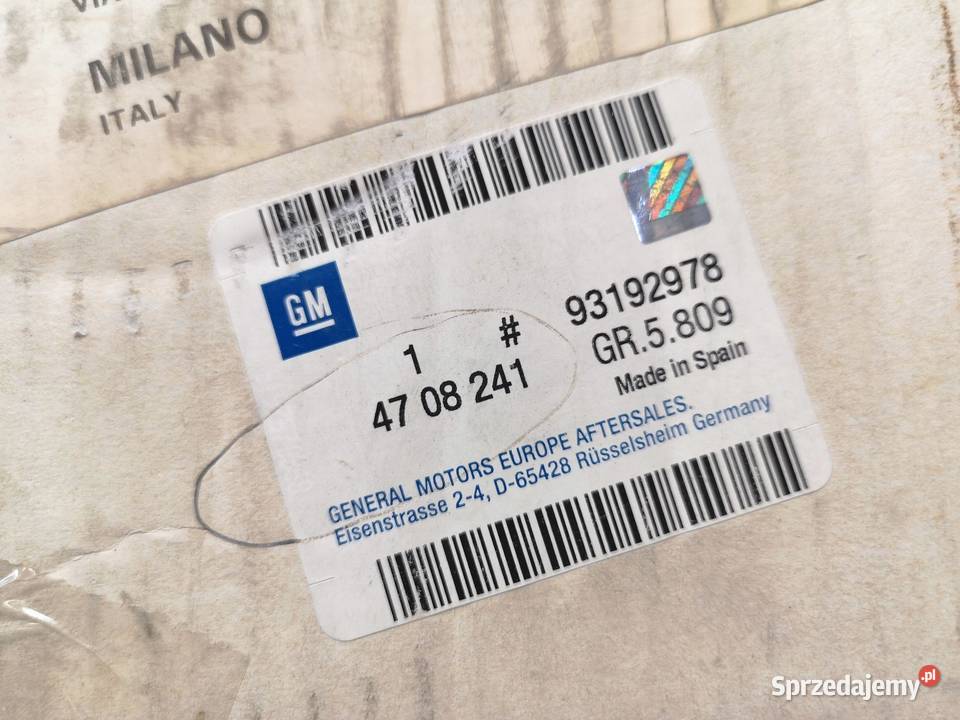 MILANO
ITALY
GM
1 # 93192978
47 08 241 GR.5.809
Made in Spain
GENERAL MOTORS EUROPE AFTERSALES.
Eisenstrasse 2-4, D-65428 Rüsselsheim Germany
Sprzedajemy.pl